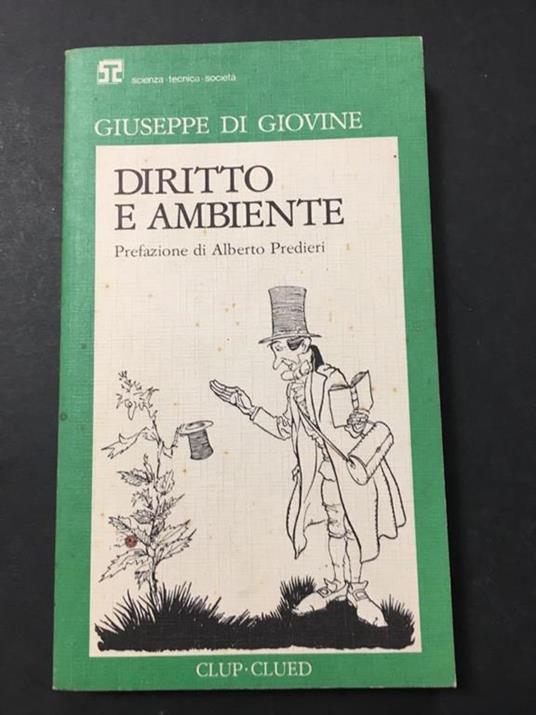 scienza • tecnica • società
GIUSEPPE DI GIOVINE
DIRITTO
E AMBIENTE
Prefazione di Alberto Predieri
CLUP • CLUED